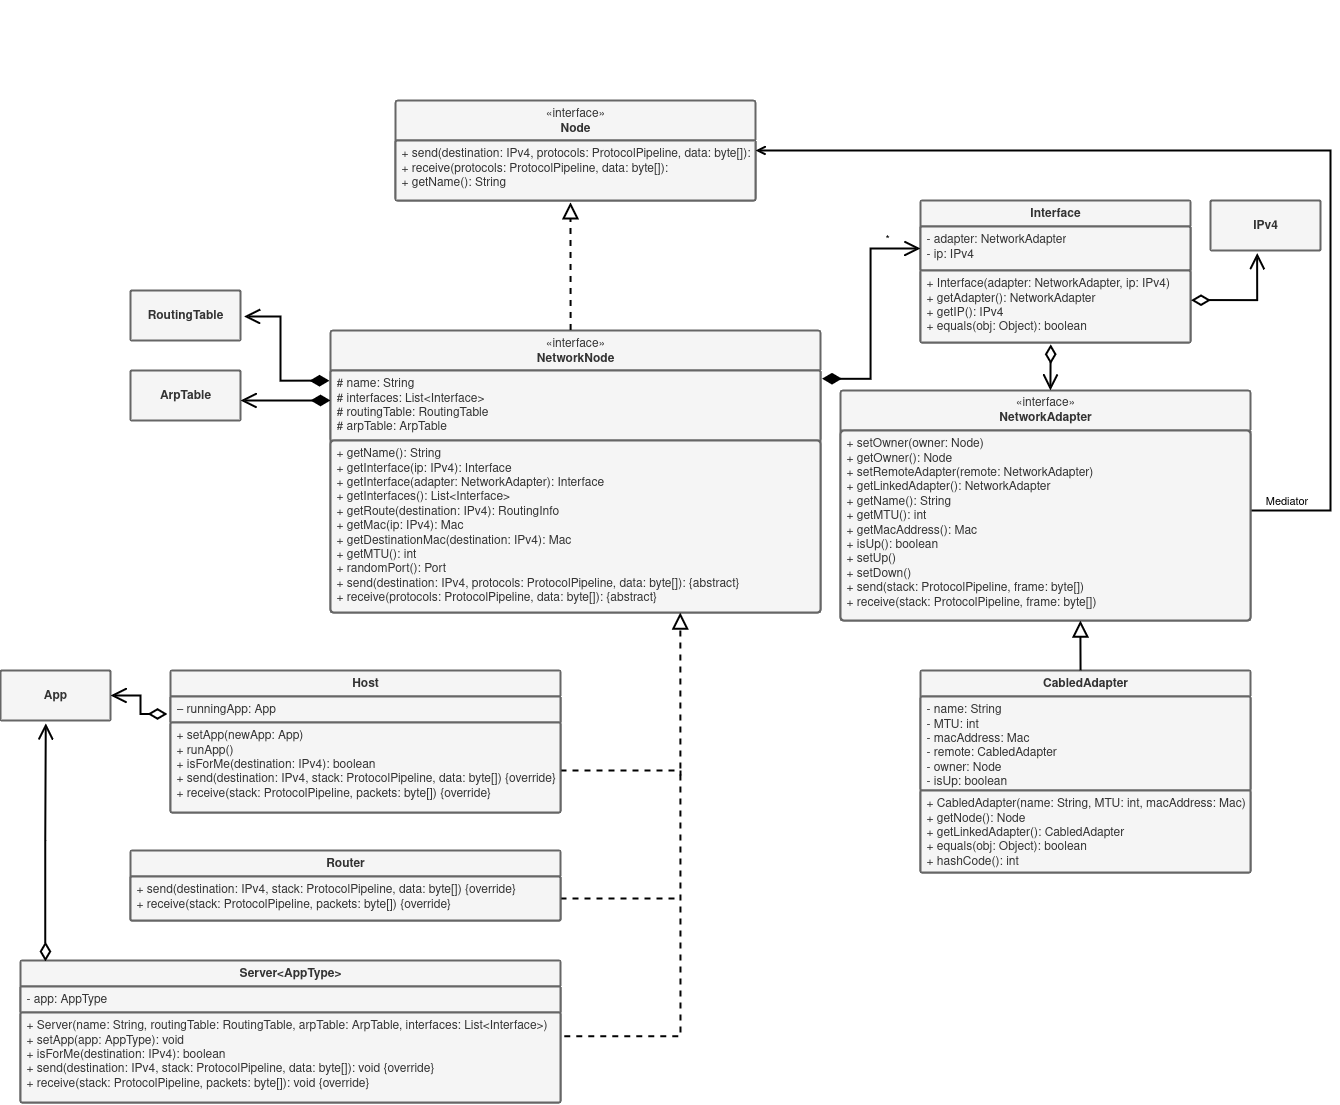 «interface»
Node
+ send(destination: IPv4, protocols: ProtocolPipeline, data: byte[]):
+ receive(protocols: ProtocolPipeline, data: byte[]):
+ getName(): String
Interface
- adapter: NetworkAdapter
- ip: IPv4
+ Interface(adapter: NetworkAdapter, ip: IPv4)
+ getAdapter(): NetworkAdapter
+ getIP(): IPv4
+ equals(obj: Object): boolean
IPv4
*
RoutingTable
ArpTable
«interface»
NetworkNode
# name: String
# interfaces: List<Interface>
# routingTable: RoutingTable
# arpTable: ArpTable
+ getName(): String
+ getInterface(ip: IPv4): Interface
+ getInterface(adapter: NetworkAdapter): Interface
+ getInterfaces(): List<Interface>
+ getRoute(destination: IPv4): RoutingInfo
+ getMac(ip: IPv4): Mac
+ getDestinationMac(destination: IPv4): Mac
+ getMTU(): int
+ randomPort(): Port
+ send(destination: IPv4, protocols: ProtocolPipeline, data: byte[]): {abstract}
+ receive(protocols: ProtocolPipeline, data: byte[]): {abstract}
«interface»
NetworkAdapter
+ setOwner(owner: Node)
+ getOwner(): Node
+ setRemoteAdapter(remote: NetworkAdapter)
+ getLinkedAdapter(): NetworkAdapter
+ getName(): String
+ getMTU(): int
+ getMacAddress(): Mac
+ isUp(): boolean
+ setUp()
+ setDown()
+ send(stack: ProtocolPipeline, frame: byte[])
+ receive(stack: ProtocolPipeline, frame: byte[])
Mediator
App
Host
– runningApp: App
+ setApp(newApp: App)
+ runApp()
+ isForMe(destination: IPv4): boolean
+ send(destination: IPv4, stack: ProtocolPipeline, data: byte[]) {override}
+ receive(stack: ProtocolPipeline, packets: byte[]) {override}
CabledAdapter
- name: String
- MTU: int
- macAddress: Mac
- remote: CabledAdapter
- owner: Node
- isUp: boolean
+ CabledAdapter(name: String, MTU: int, macAddress: Mac)
+ getNode(): Node
+ getLinkedAdapter(): CabledAdapter
+ equals(obj: Object): boolean
+ hashCode(): int
Router
+ send(destination: IPv4, stack: ProtocolPipeline, data: byte[]) {override}
+ receive(stack: ProtocolPipeline, packets: byte[]) {override}
Server<AppType>
- app: AppType
+ Server(name: String, routingTable: RoutingTable, arpTable: ArpTable, interfaces: List<Interface>)
+ setApp(app: AppType): void
+ isForMe(destination: IPv4): boolean
+ send(destination: IPv4, stack: ProtocolPipeline, data: byte[]): void {override}
+ receive(stack: ProtocolPipeline, packets: byte[]): void {override}